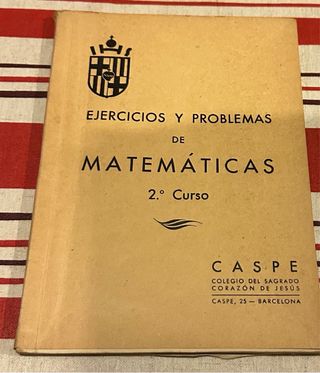 EJERCICIOS Y PROBLEMAS
DE
MATEMÁTICAS
2.º Curso
CASPE
COLEGIO DEL SAGRADO
CORAZÓN DE JESÚS
CASPE, 25 — BARCELONA